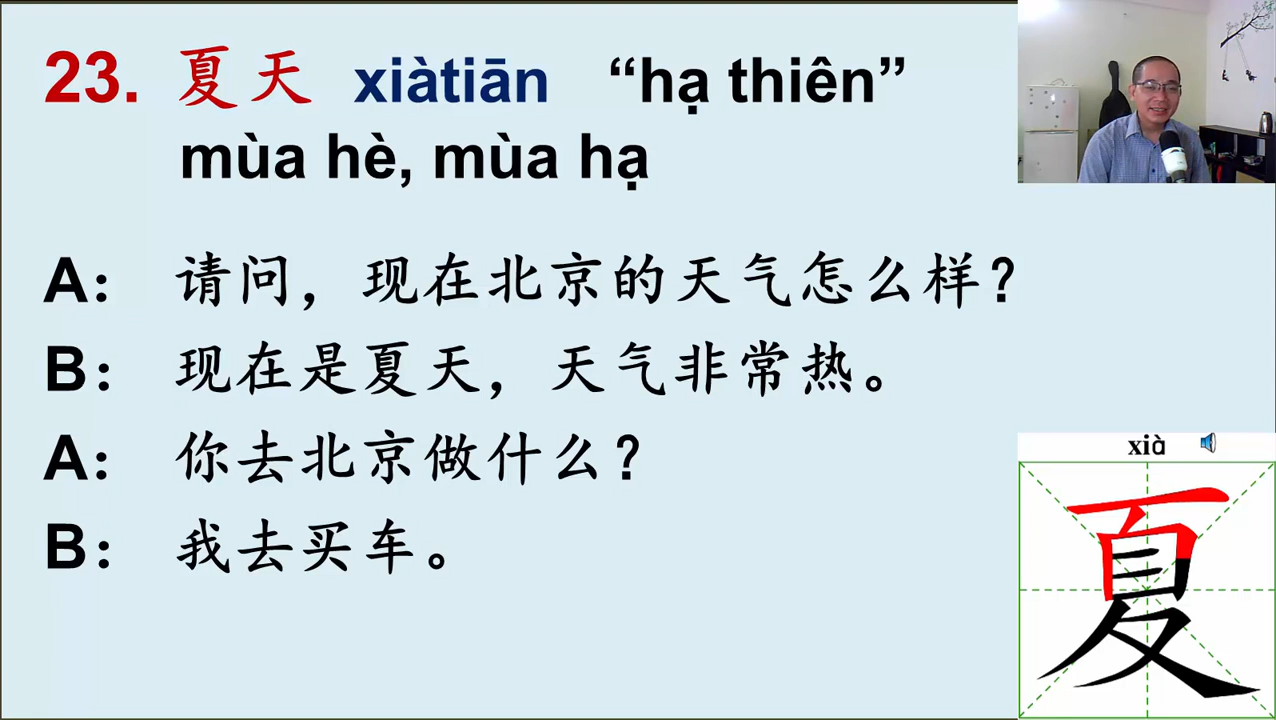 23. 夏天 xiàtiān “hạ thiên”
mùa hè, mùa hạ
A： 请问，现在北京的天气怎么样？
B： 现在是夏天，天气非常热。
A： 你去北京做什么？
B： 我去买车。
xià
夏